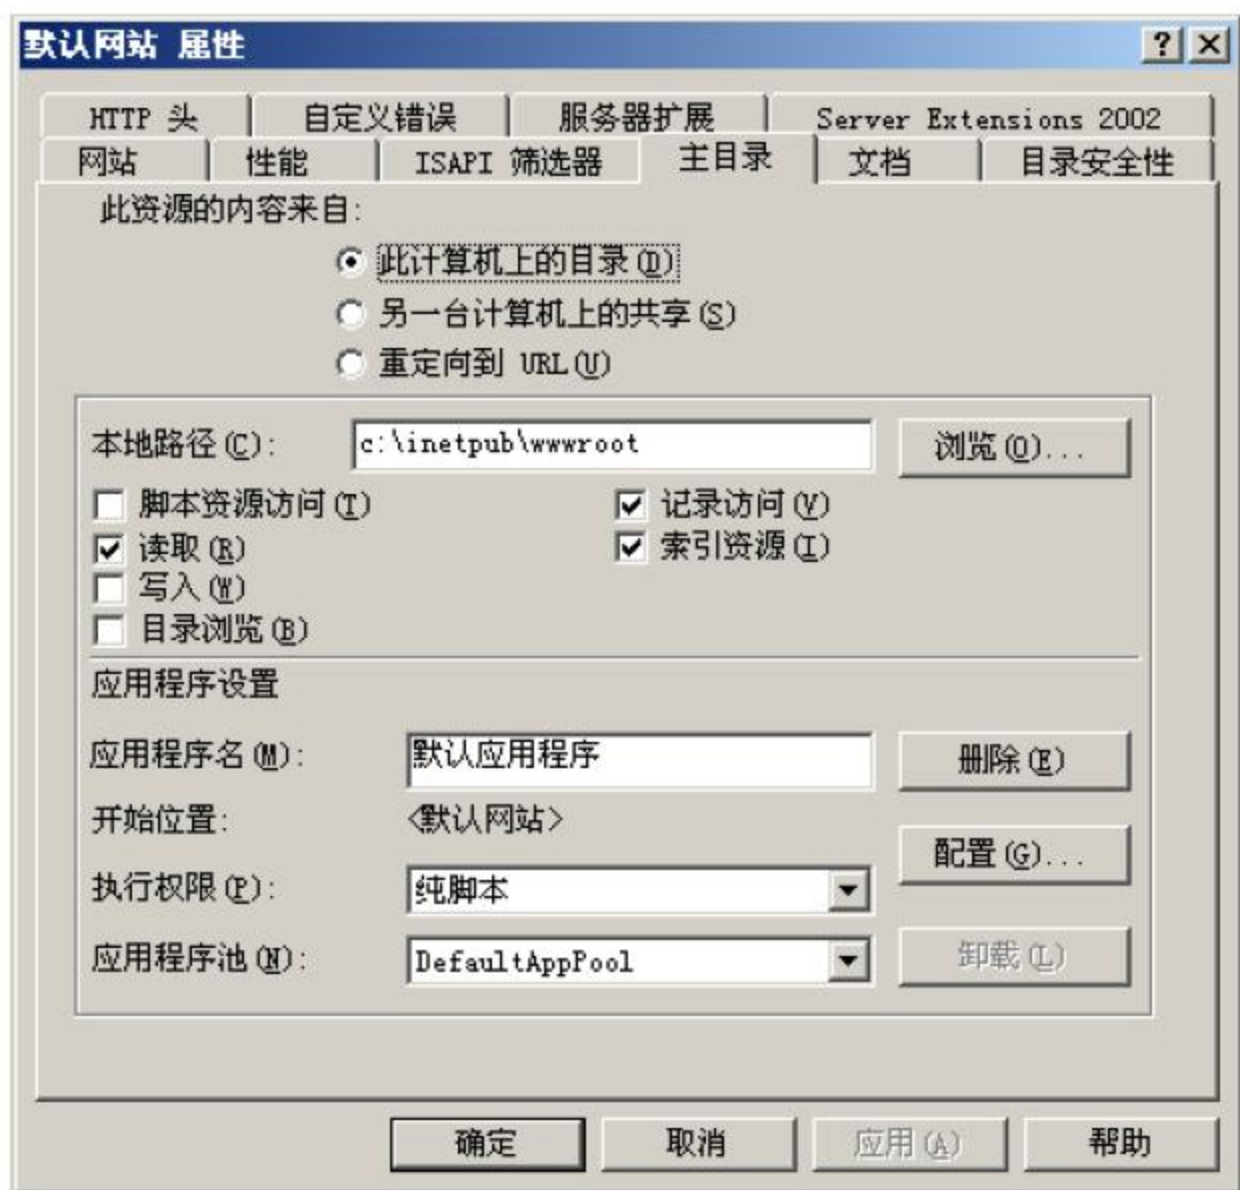 默认网站 属性
HTTP 头 自定义错误 服务器扩展 Server Extensions 2002
网站 性能 ISAPI 筛选器 主目录 文档 目录安全性
此资源的内容来自:
此计算机上的目录(D)
另一台计算机上的共享(S)
重定向到 URL(U)
本地路径(C): c:\inetpub\wwwroot 浏览(O)...
脚本资源访问(T) 记录访问(V)
读取(R) 索引资源(I)
写入(W)
目录浏览(B)
应用程序设置
应用程序名(M): 默认应用程序 删除(E)
开始位置: <默认网站>
配置(G)...
执行权限(P): 纯脚本
应用程序池(N): DefaultAppPool 卸载(L)
确定 取消 应用(A) 帮助